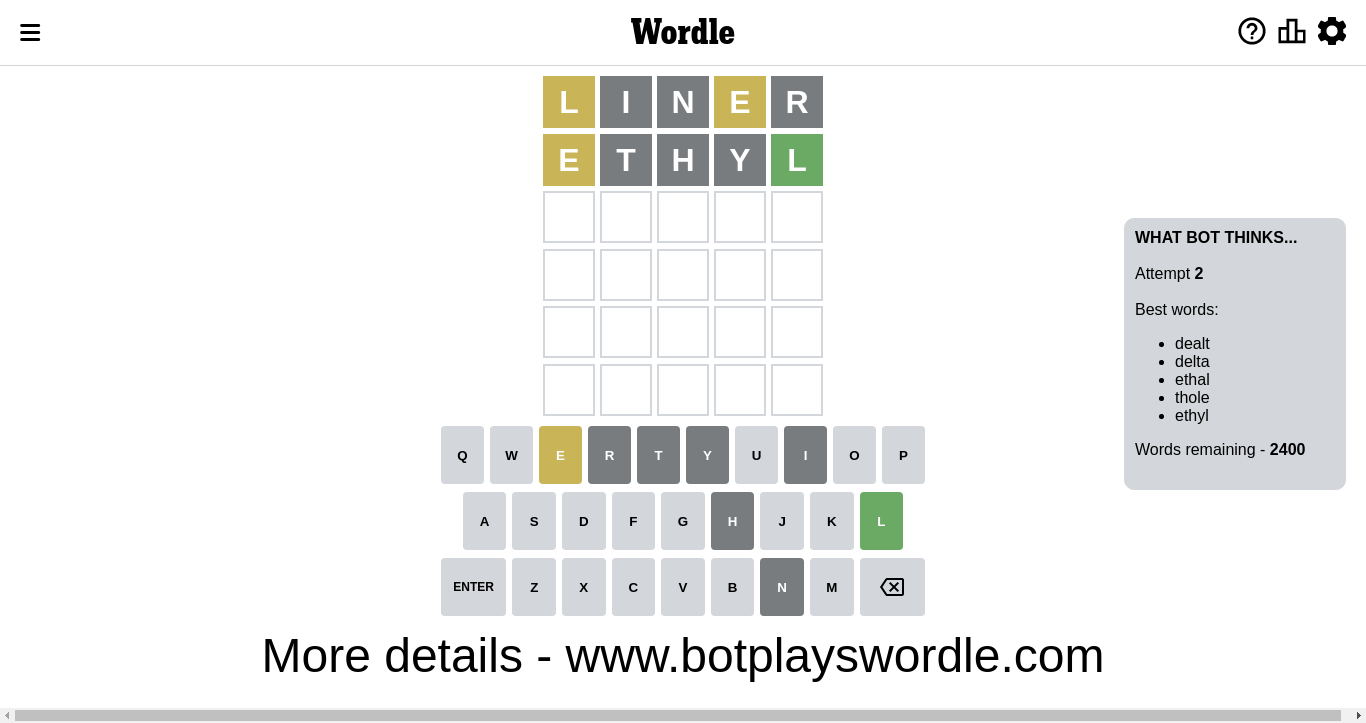 Wordle
L I N E R
E T H Y L
WHAT BOT THINKS...
Attempt 2
Best words:
dealt
delta
ethal
thole
ethyl
Words remaining - 2400
Q W E R T Y U I O P
A S D F G H J K L
ENTER Z X C V B N M
More details - www.botplayswordle.com